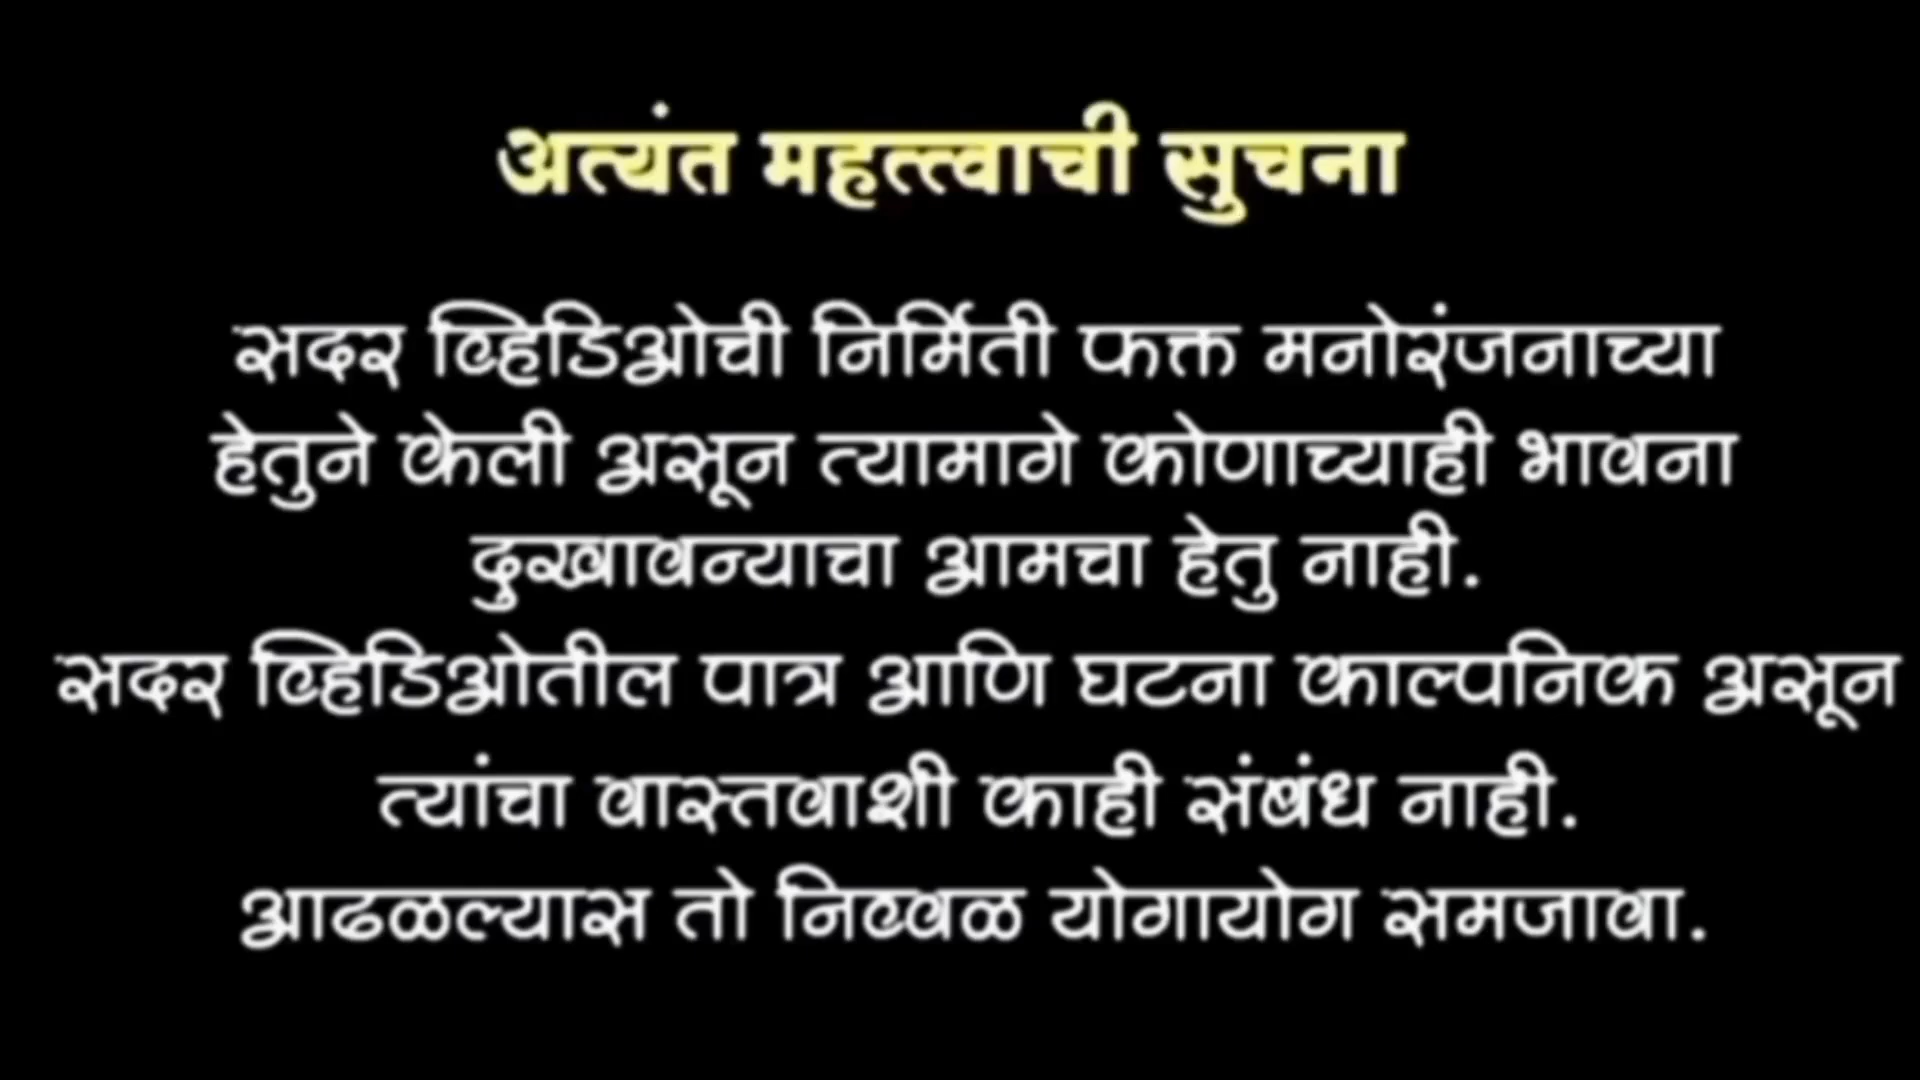 अत्यंत महत्त्वाची सुचना
सदर व्हिडिओची निर्मिती फक्त मनोरंजनाच्या
हेतुने केली असून त्यामागे कोणाच्याही भावना
दुखावन्याचा आमचा हेतु नाही.
सदर व्हिडिओतील पात्र आणि घटना काल्पनिक असून
त्यांचा वास्तवाशी काही संबंध नाही.
आढळल्यास तो निव्वळ योगायोग समजावा.